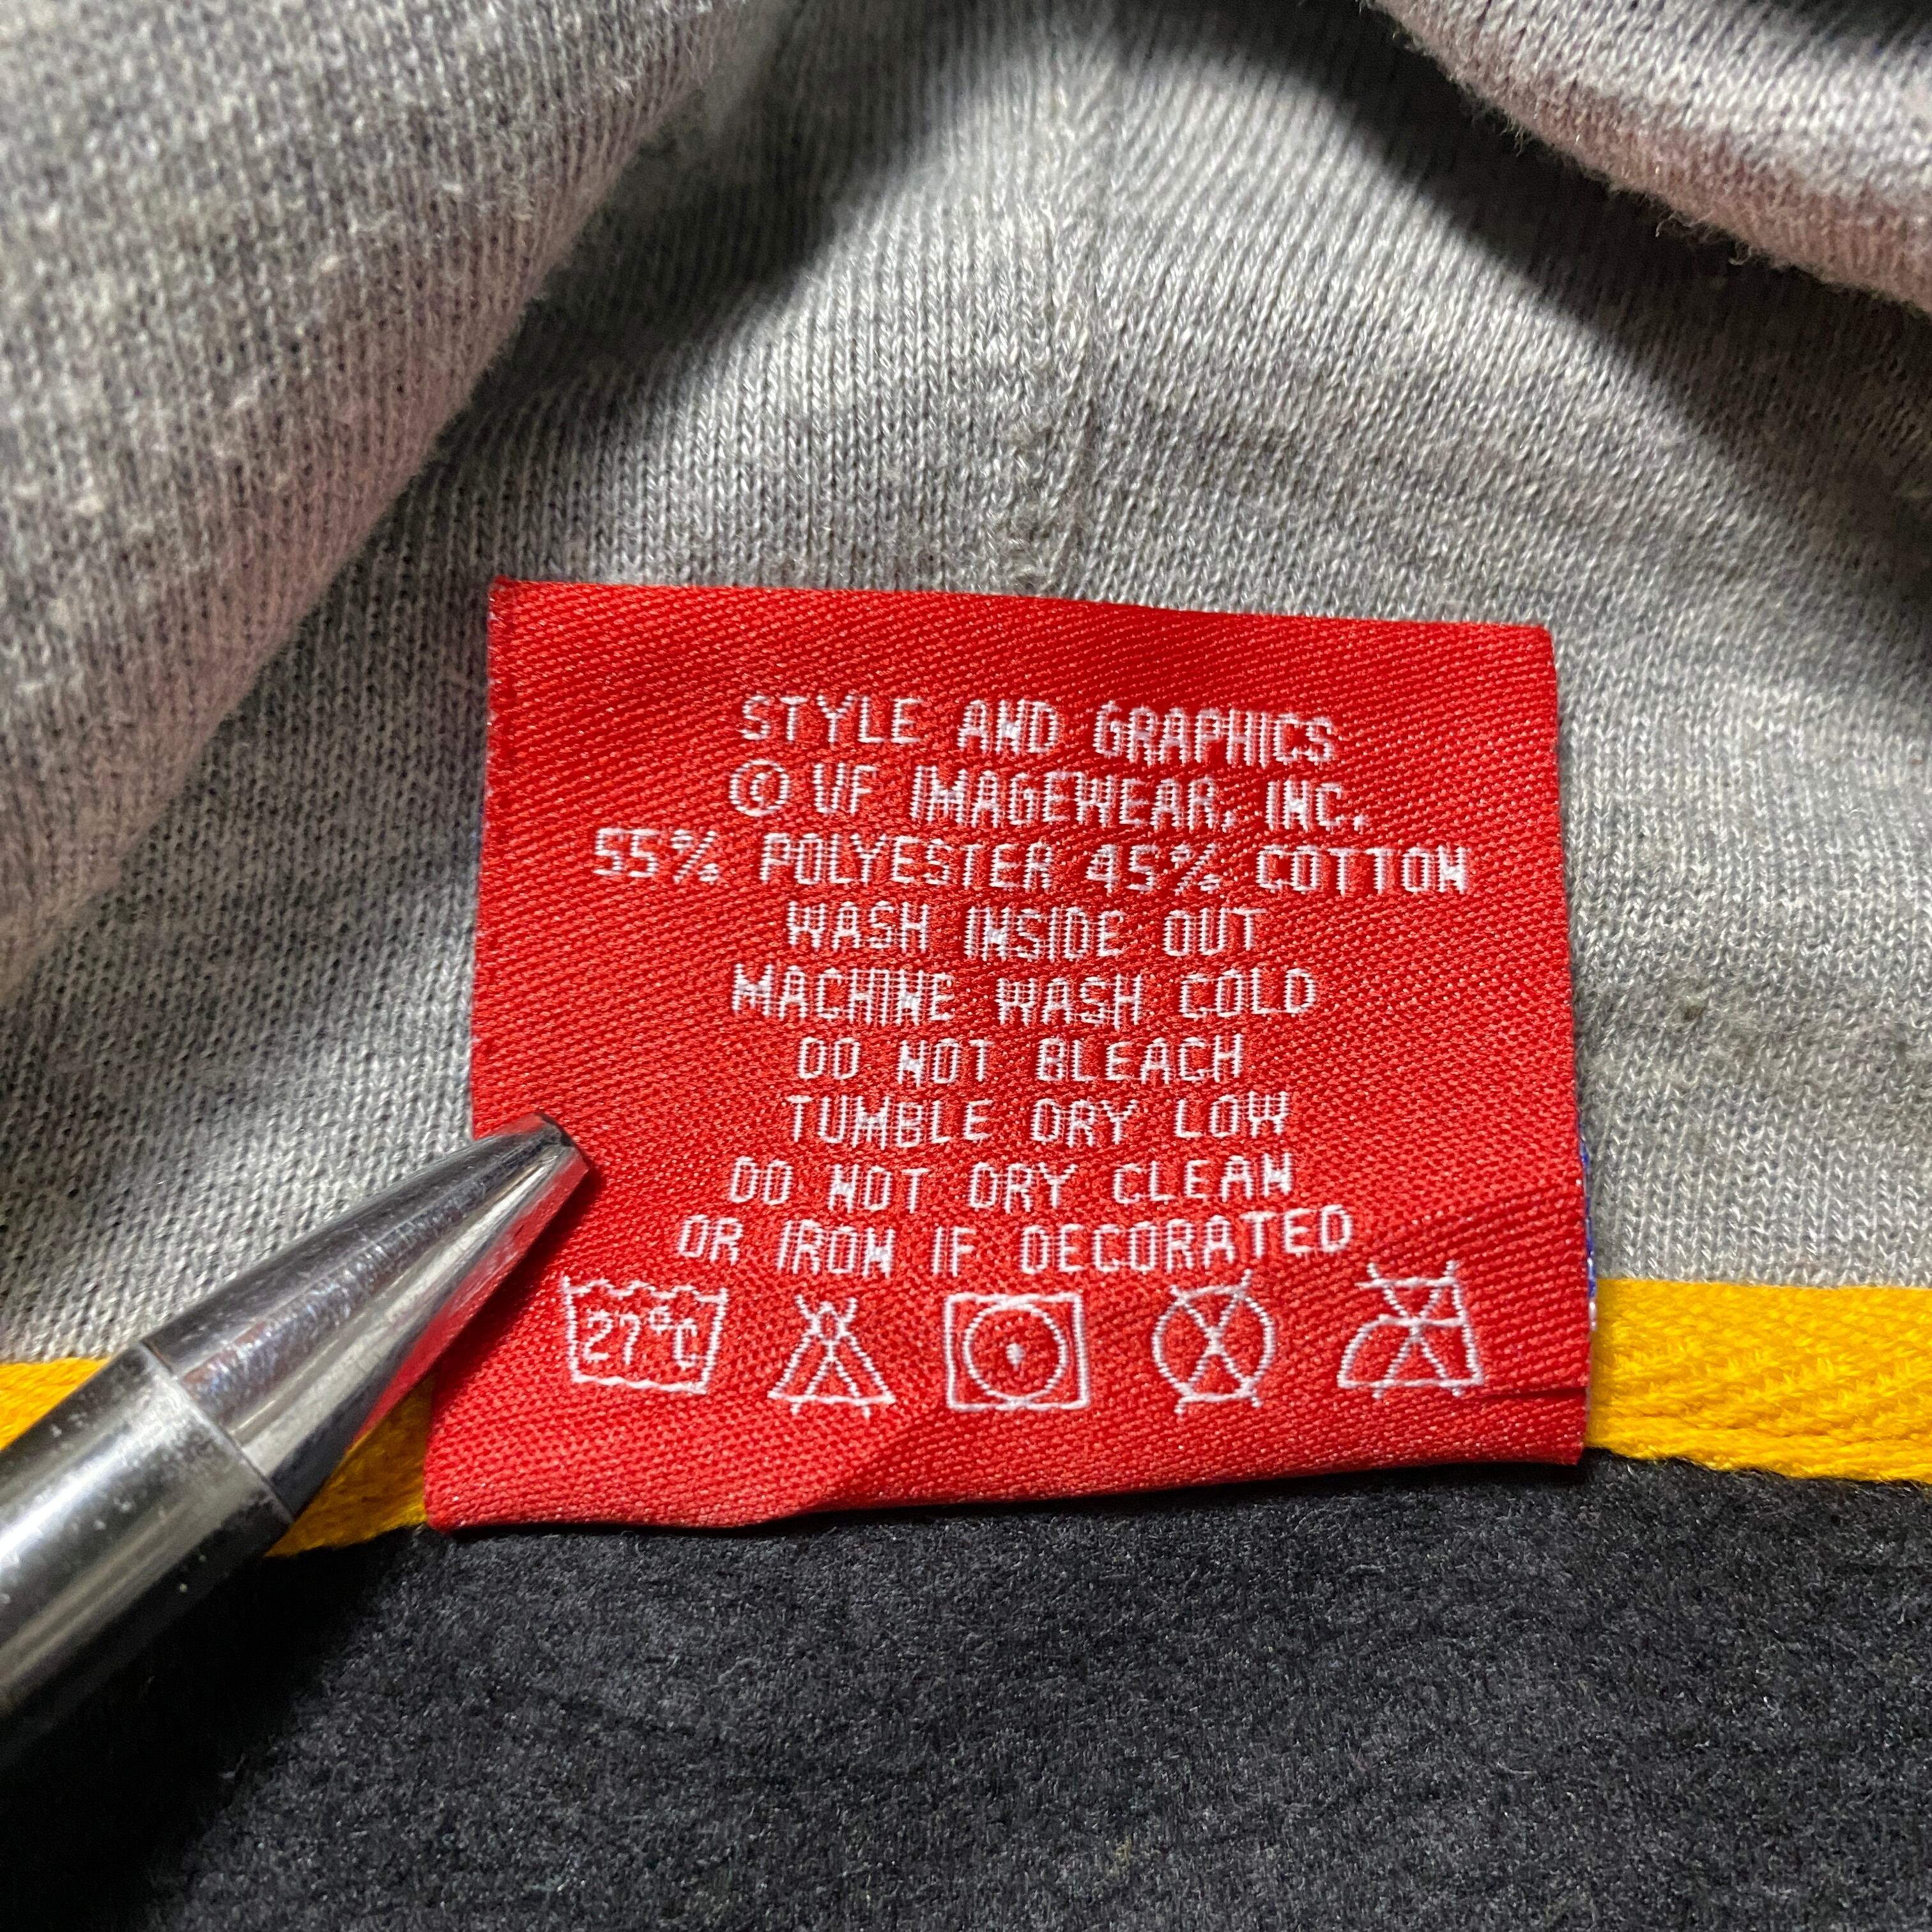 STYLE AND GRAPHICS
© VF IMAGEWEAR, INC.
55% POLYESTER 45% COTTON
WASH INSIDE OUT
MACHINE WASH COLD
DO NOT BLEACH
TUMBLE DRY LOW
DO NOT DRY CLEAN
OR IRON IF DECORATED
27°C